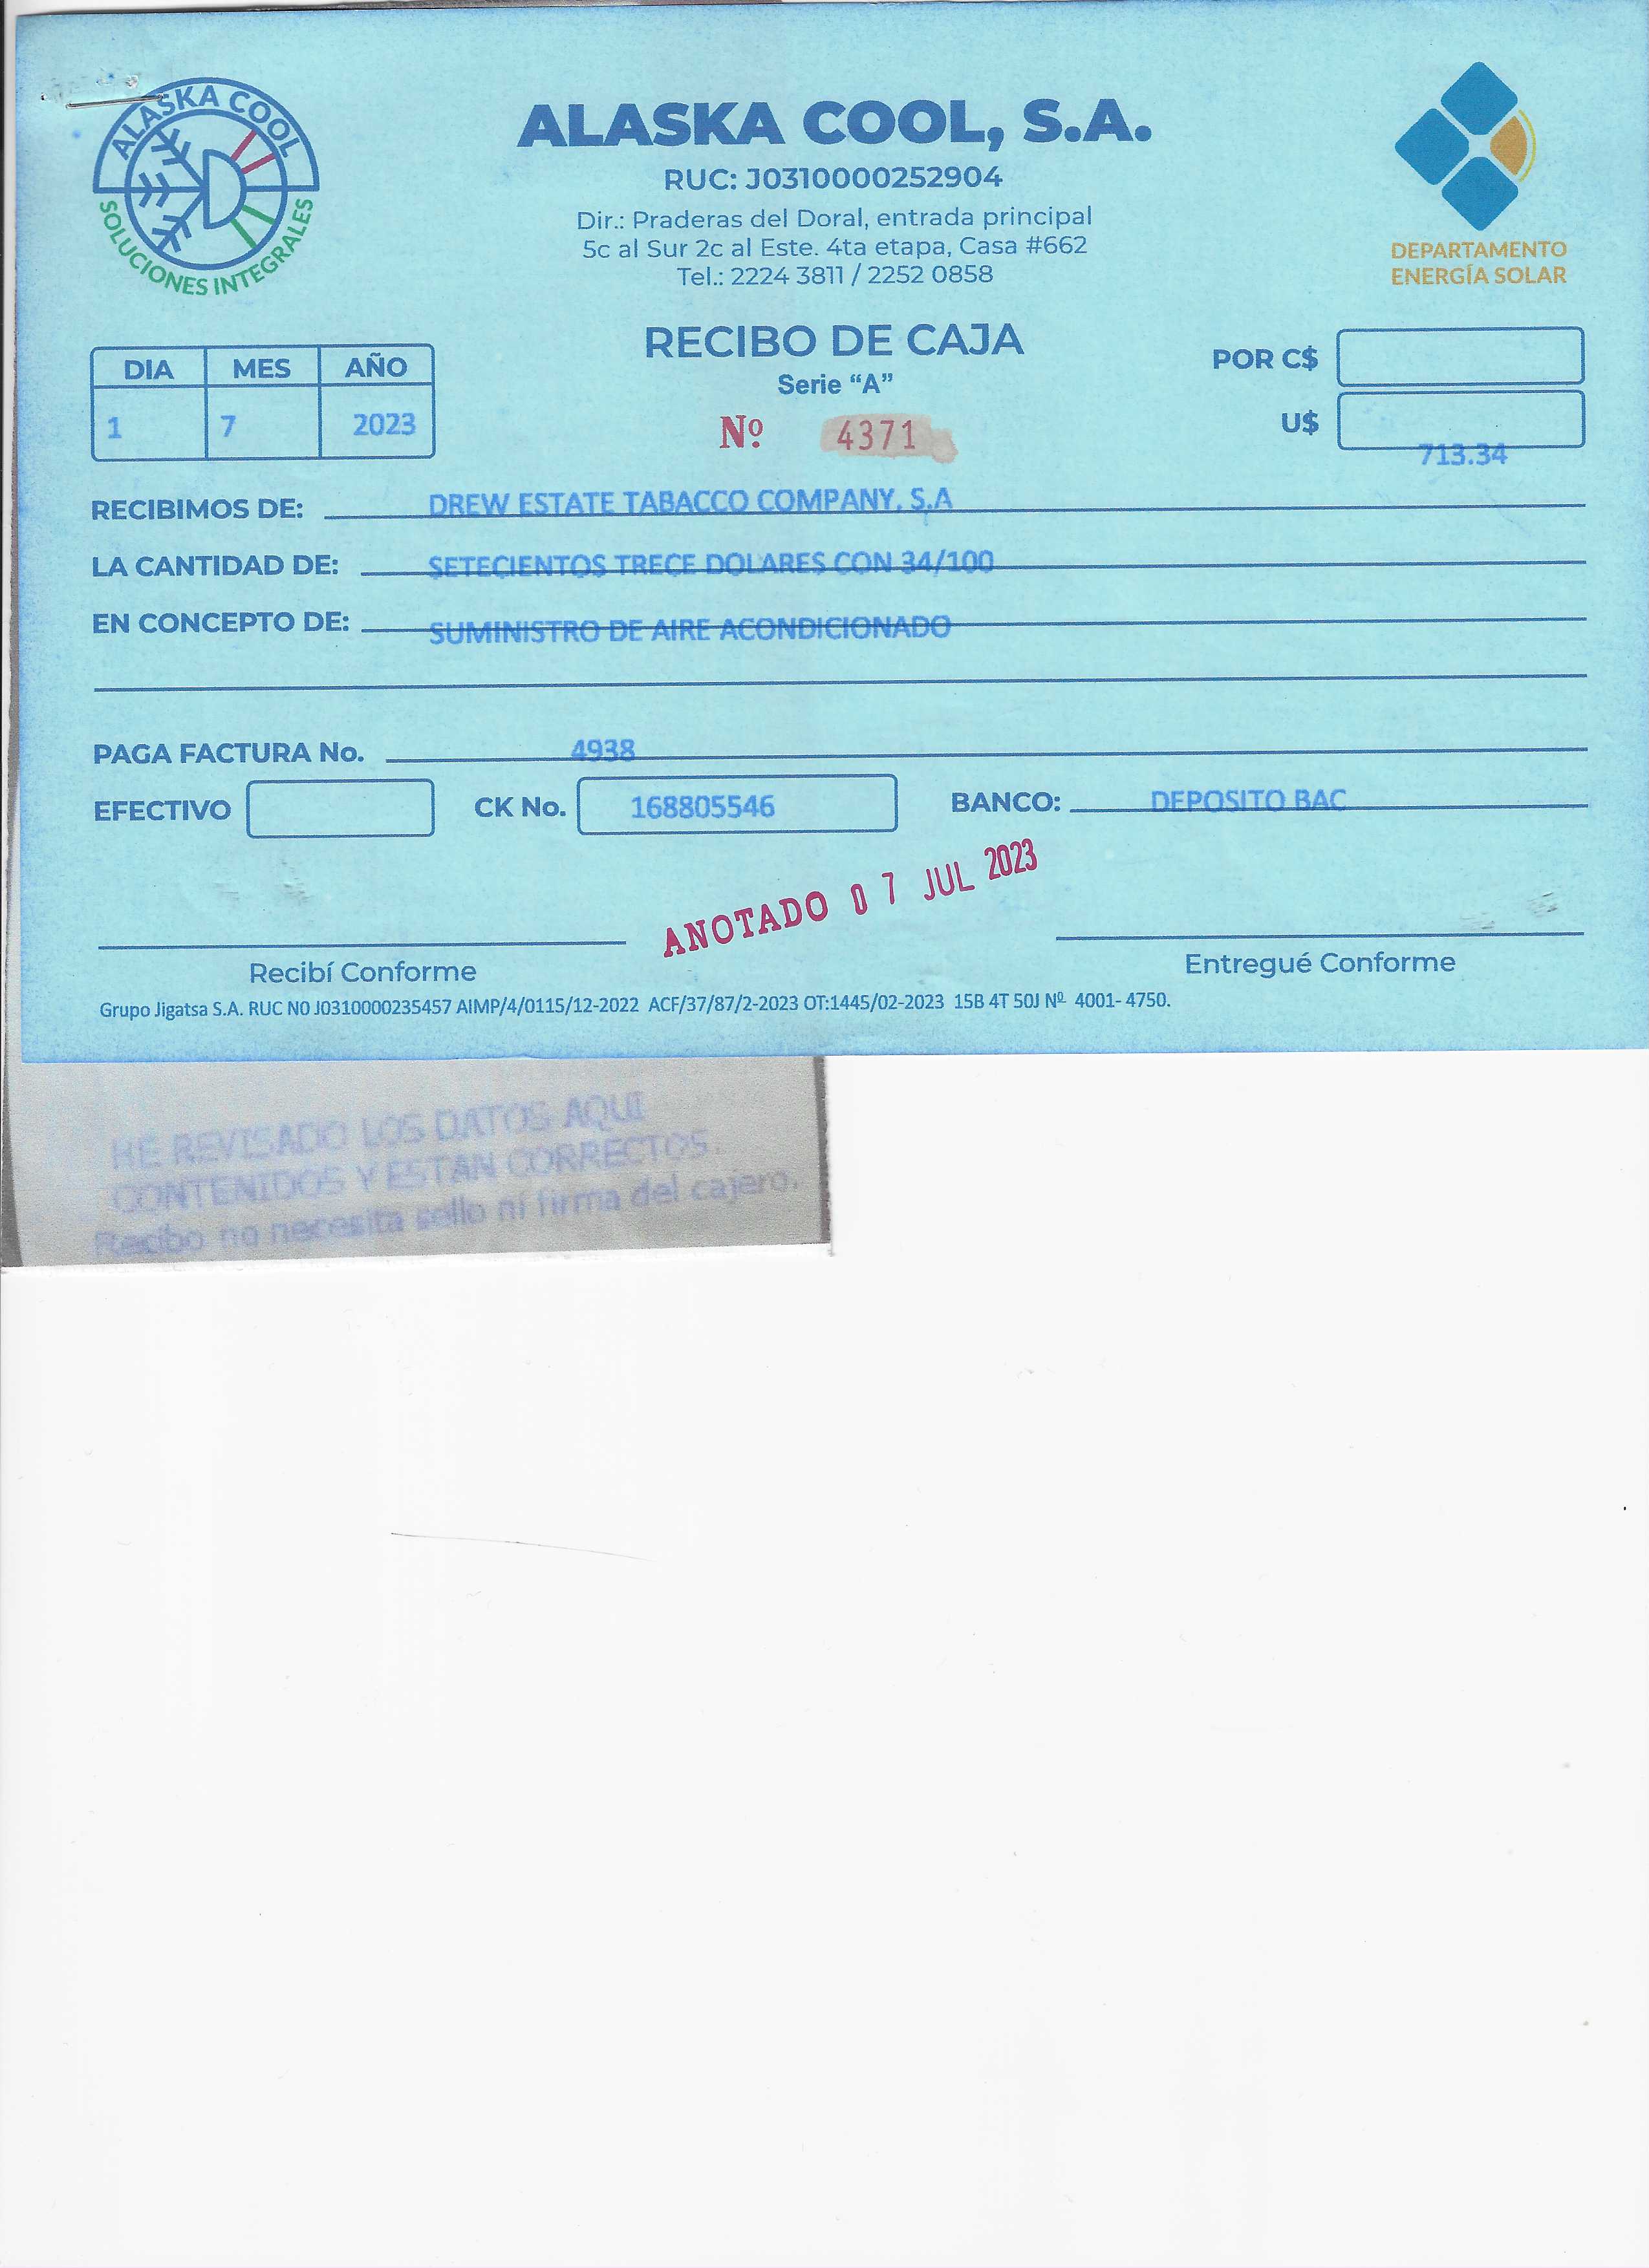 ALASKA COOL
SOLUCIONES INTEGRALES
ALASKA COOL, S.A.
RUC: J0310000252904
Dir.: Praderas del Doral, entrada principal
5c al Sur 2c al Este. 4ta etapa, Casa #662
Tel.: 2224 3811 / 2252 0858
DEPARTAMENTO
ENERGÍA SOLAR
RECIBO DE CAJA
Serie “A”
Nº 4371
DIA MES AÑO
1 7 2023
POR C$
U$ 713.34
RECIBIMOS DE: DREW ESTATE TABACCO COMPANY, S,A
LA CANTIDAD DE: SETECIENTOS TRECE DOLARES CON 34/100
EN CONCEPTO DE: SUMINISTRO DE AIRE ACONDICIONADO
PAGA FACTURA No. 4938
EFECTIVO CK No. 168805546 BANCO: DEPOSITO BAC
ANOTADO 07 JUL 2023
Recibí Conforme Entregué Conforme
Grupo Jigatsa S.A. RUC N0 J0310000235457 AIMP/4/0115/12-2022 ACF/37/87/2-2023 OT:1445/02-2023 15B 4T 50J Nº 4001- 4750.
HE REVISADO LOS DATOS AQUI
CONTENIDOS Y ESTAN CORRECTOS.
Recibo no necesita sello ni firma del cajero.